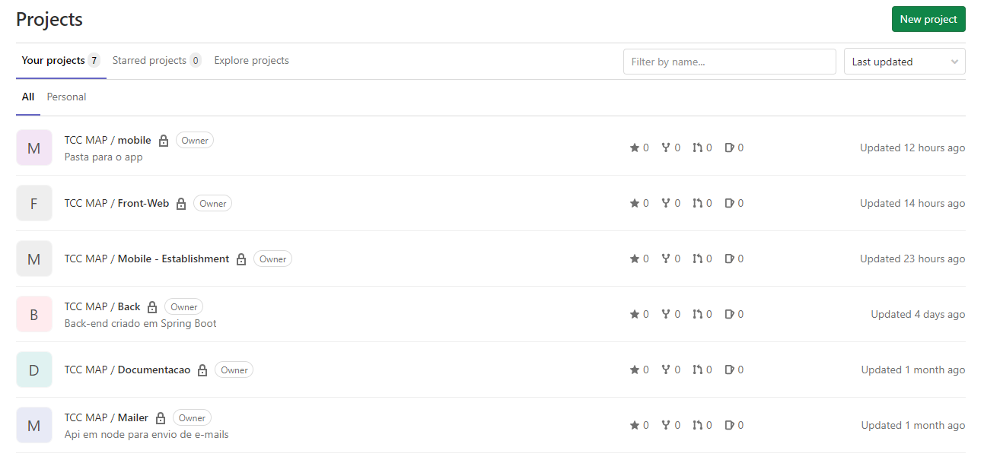 Projects
New project
Your projects 7 Starred projects 0 Explore projects
Filter by name... Last updated
All Personal
M
TCC MAP / mobile Owner
Pasta para o app
0 0 0 0
Updated 12 hours ago
F
TCC MAP / Front-Web Owner
0 0 0 0
Updated 14 hours ago
M
TCC MAP / Mobile - Establishment Owner
0 0 0 0
Updated 23 hours ago
B
TCC MAP / Back Owner
Back-end criado em Spring Boot
0 0 0 0
Updated 4 days ago
D
TCC MAP / Documentacao Owner
0 0 0 0
Updated 1 month ago
M
TCC MAP / Mailer Owner
Api em node para envio de e-mails
0 0 0 0
Updated 1 month ago